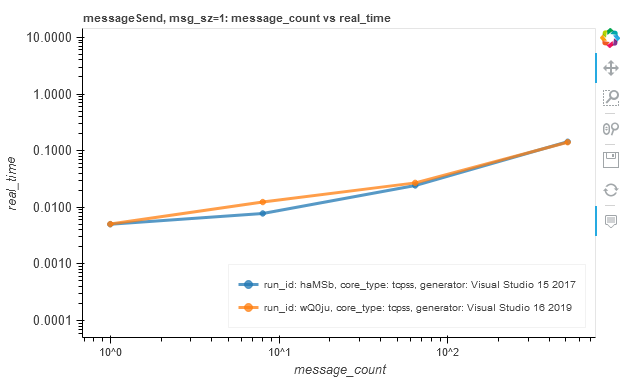 messageSend, msg_sz=1: message_count vs real_time
10.0000
1.0000
0.1000
0.0100
0.0010
0.0001
real_time
run_id: haMSb, core_type: tcpss, generator: Visual Studio 15 2017
run_id: wQ0ju, core_type: tcpss, generator: Visual Studio 16 2019
10^0
10^1
10^2
message_count